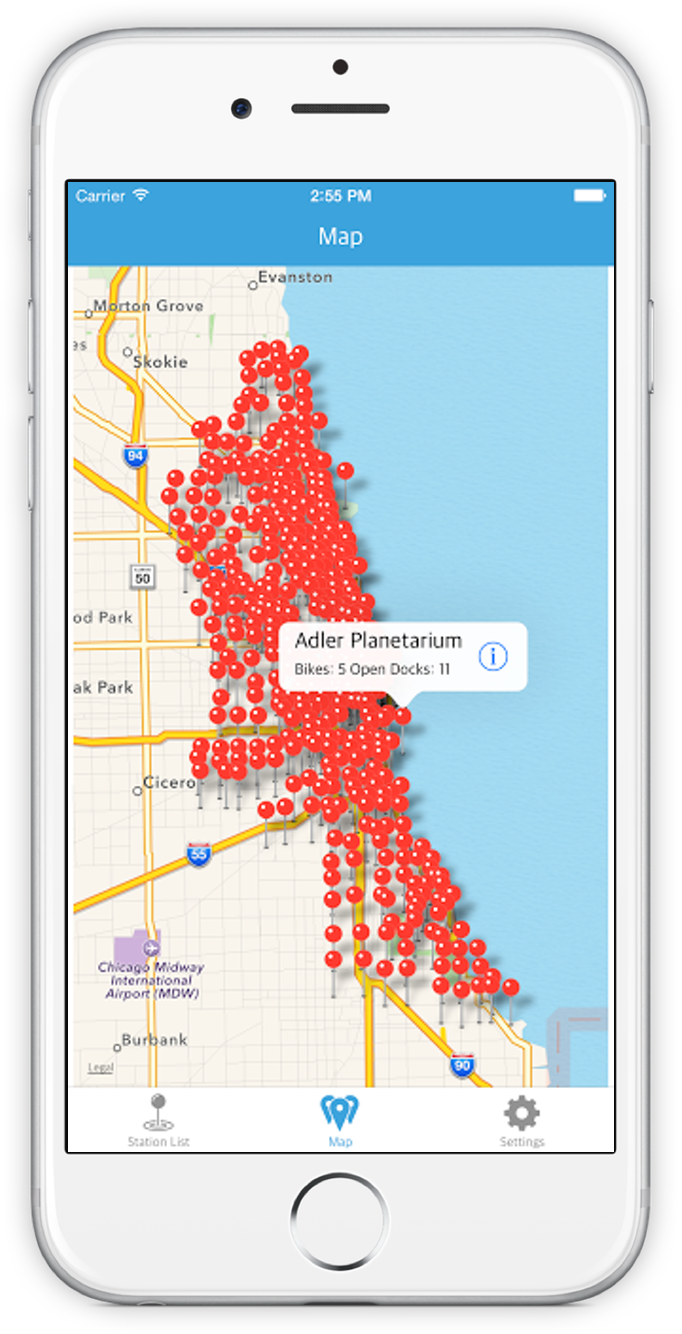 Carrier 2:55 PM
Map
Evanston
Morton Grove
es
Skokie
94
50
od Park
Adler Planetarium
Bikes: 5 Open Docks: 11
ak Park
Cicero
55
Chicago Midway
International
Airport (MDW)
Burbank
Legal
90
Station List Map Settings